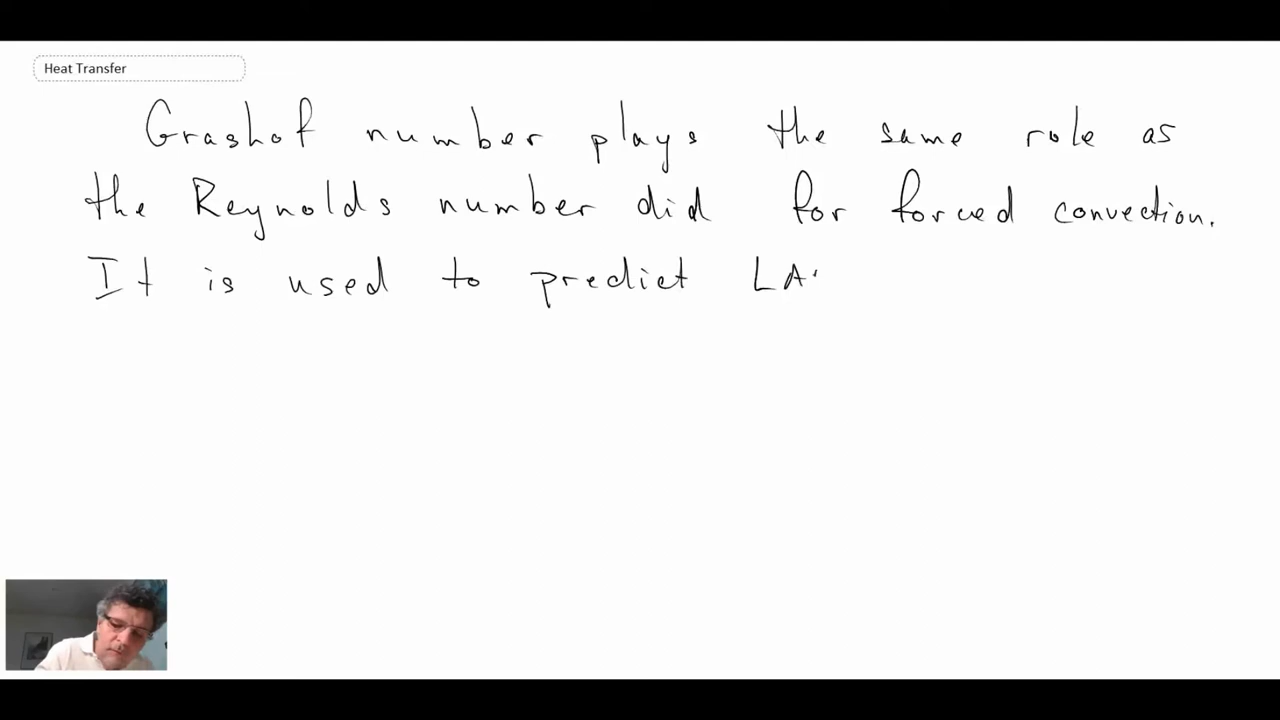 Heat Transfer
Grashof number plays the same role as
the Reynolds number did for forced convection.
It is used to predict LA